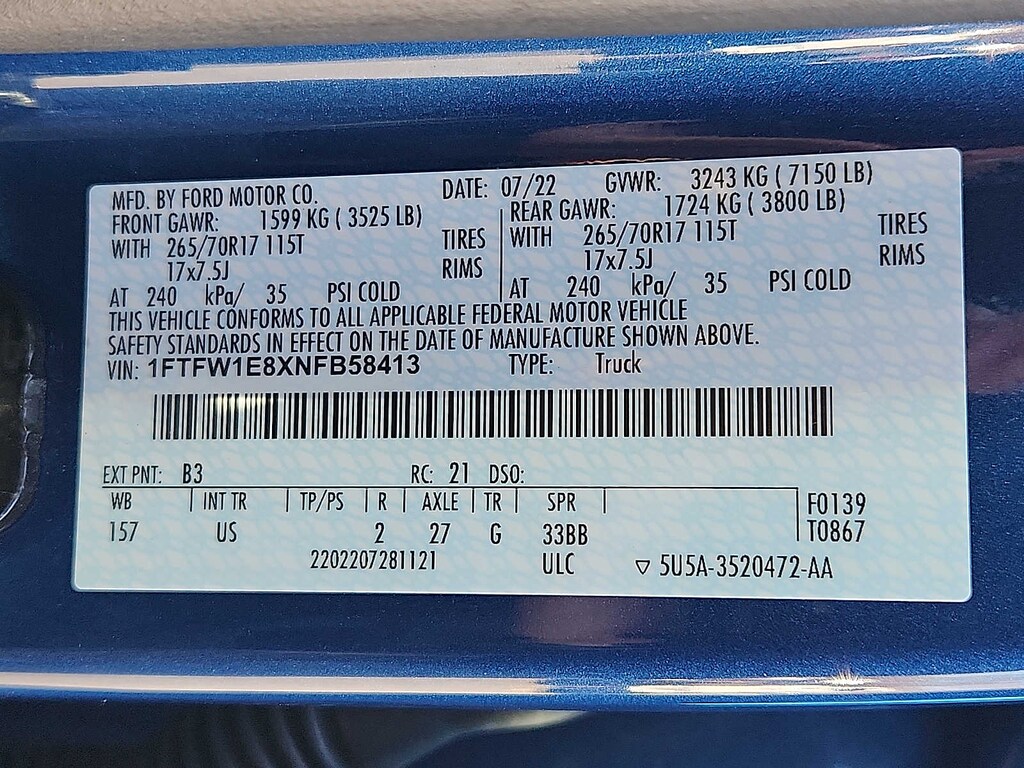 MFD. BY FORD MOTOR CO. DATE: 07/22 GVWR: 3243 KG ( 7150 LB)
FRONT GAWR: 1599 KG ( 3525 LB) REAR GAWR: 1724 KG ( 3800 LB)
WITH 265/70R17 115T TIRES WITH 265/70R17 115T TIRES
17x7.5J RIMS 17x7.5J RIMS
AT 240 kPa/ 35 PSI COLD AT 240 kPa/ 35 PSI COLD
THIS VEHICLE CONFORMS TO ALL APPLICABLE FEDERAL MOTOR VEHICLE
SAFETY STANDARDS IN EFFECT ON THE DATE OF MANUFACTURE SHOWN ABOVE.
VIN: 1FTFW1E8XNFB58413 TYPE: Truck
EXT PNT: B3 RC: 21 DSO:
WB INT TR TP/PS R AXLE TR SPR F0139
157 US 2 27 G 33BB T0867
2202207281121 ULC ▽ 5U5A-3520472-AA